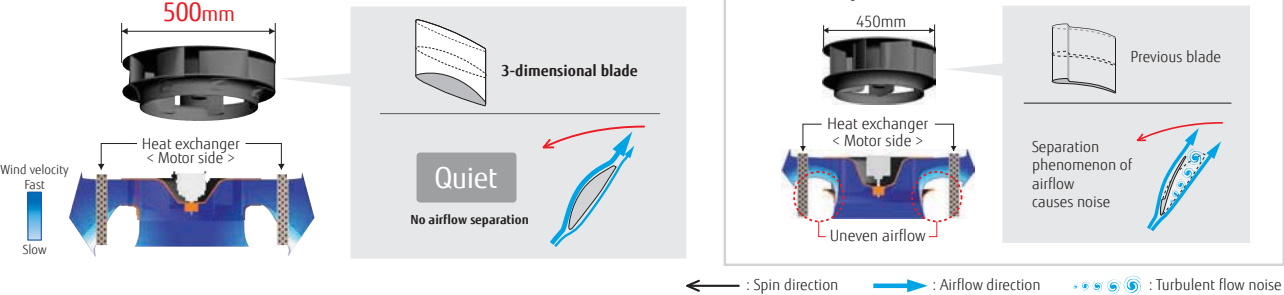 500mm
3-dimensional blade
Heat exchanger
< Motor side >
Wind velocity
Fast
Slow
Quiet
No airflow separation
450mm
Previous blade
Heat exchanger
< Motor side >
Uneven airflow
Separation
phenomenon of
airflow
causes noise
: Spin direction
: Airflow direction
: Turbulent flow noise